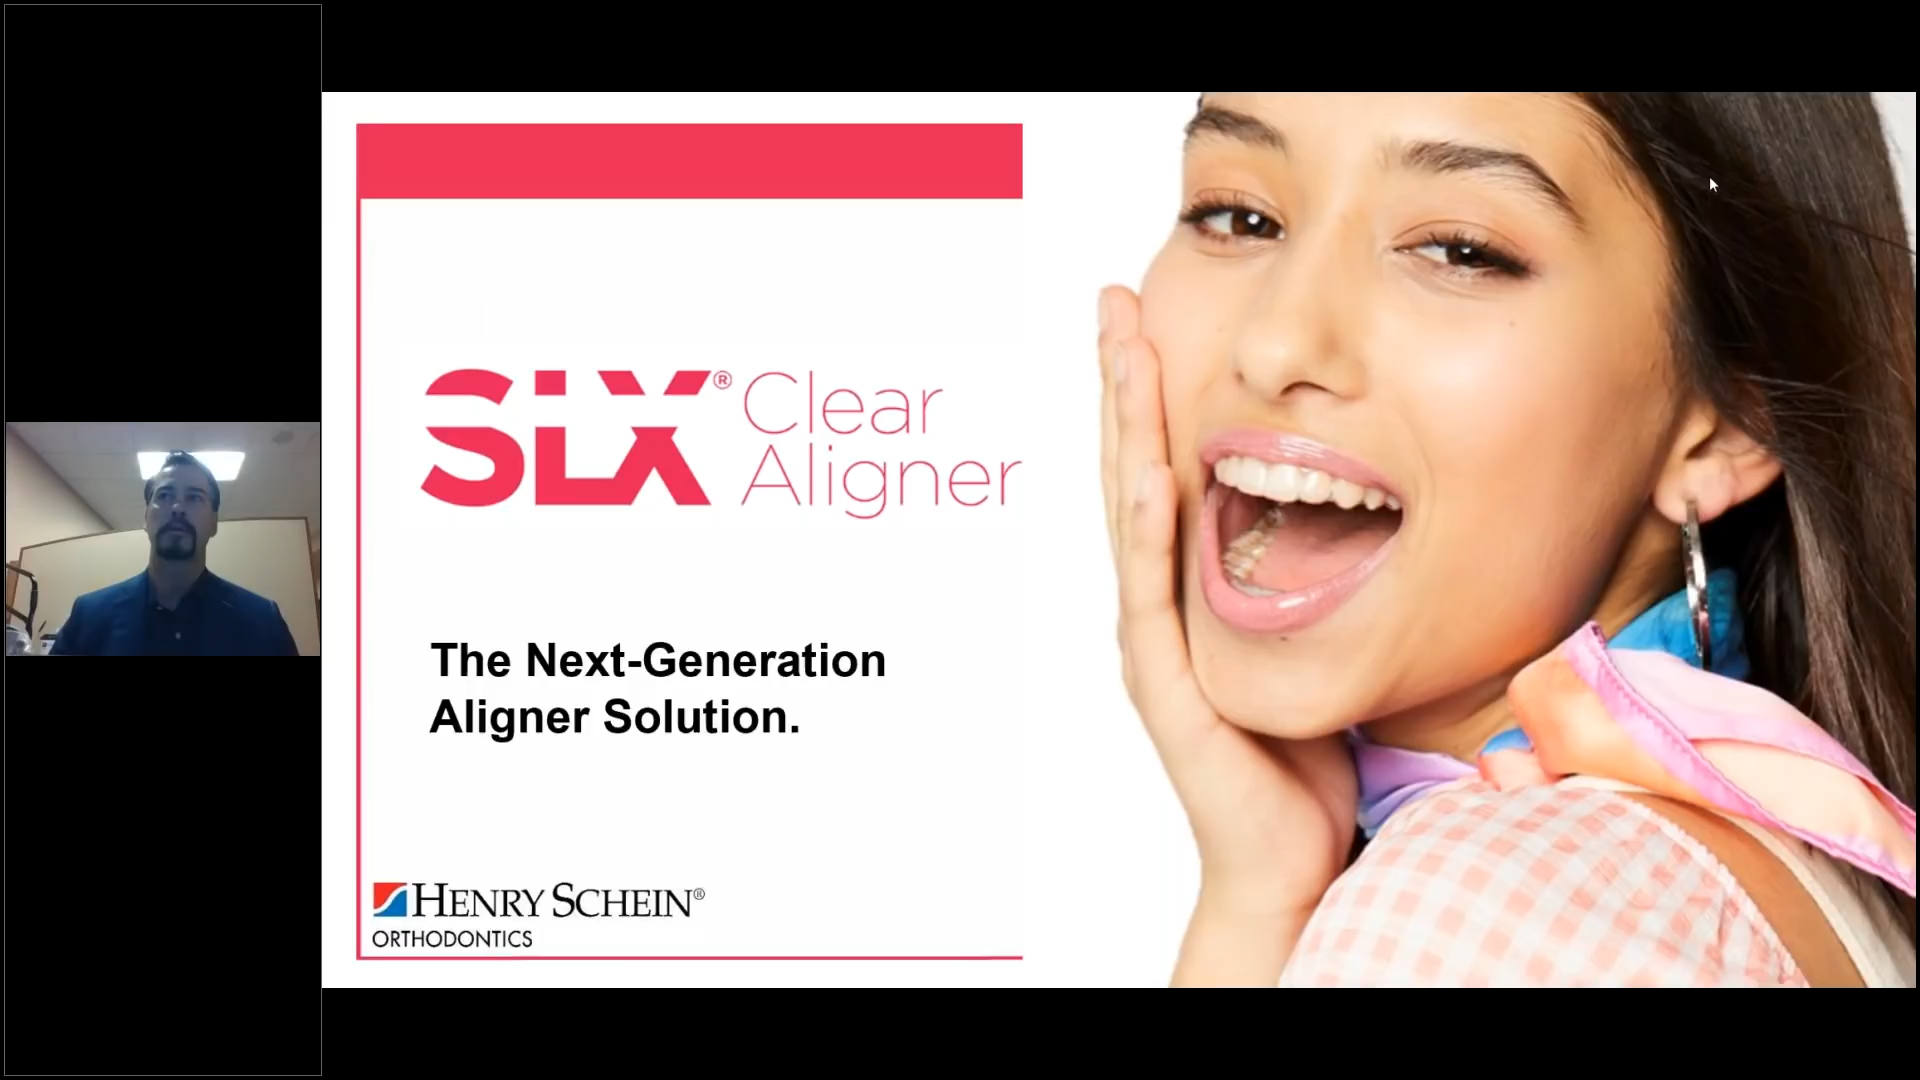 SLX® Clear
Aligner
The Next-Generation
Aligner Solution.
HENRY SCHEIN®
ORTHODONTICS